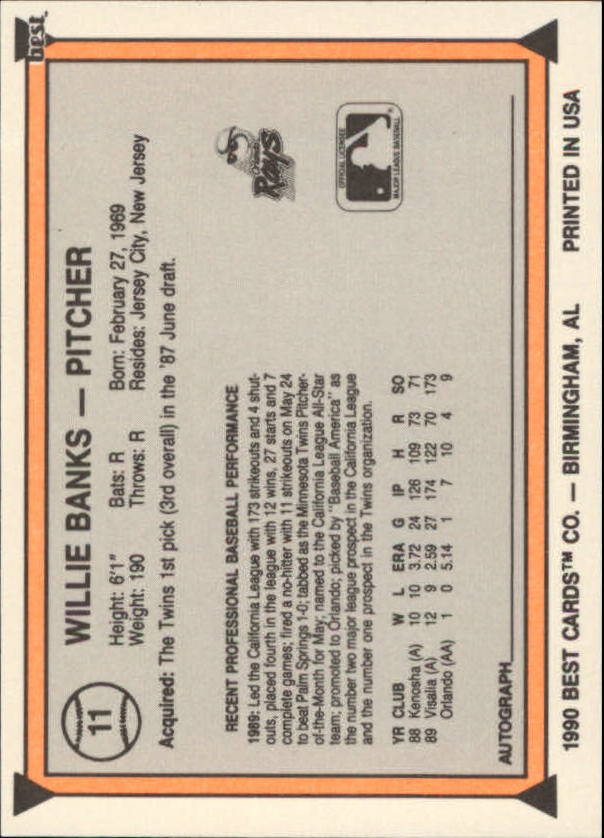 best.
11
WILLIE BANKS — PITCHER
Height: 6'1" Bats: R Born: February 27, 1969
Weight: 190 Throws: R Resides: Jersey City, New Jersey
Acquired: The Twins 1st pick (3rd overall) in the '87 June draft.
RECENT PROFESSIONAL BASEBALL PERFORMANCE
1989: Led the California League with 173 strikeouts and 4 shut-
outs, placed fourth in the league with 12 wins, 27 starts and 7
complete games; fired a no-hitter with 11 strikeouts on May 24
to beat Palm Springs 1-0; tabbed as the Minnesota Twins Pitcher-
of-the-Month for May; named to the California League All-Star
team; promoted to Orlando; picked by "Baseball America" as
the number two major league prospect in the California League
and the number one prospect in the Twins organization.
YR CLUB W L ERA G IP H R SO
88 Kenosha (A) 10 10 3.72 24 126 109 73 71
89 Visalia (A) 12 9 2.59 27 174 122 70 173
Orlando (AA) 1 0 5.14 1 7 10 4 9
Orlando
Rays
OFFICIAL LICENSEE
MAJOR LEAGUE BASEBALL
AUTOGRAPH
1990 BEST CARDS™ CO. — BIRMINGHAM, AL PRINTED IN USA